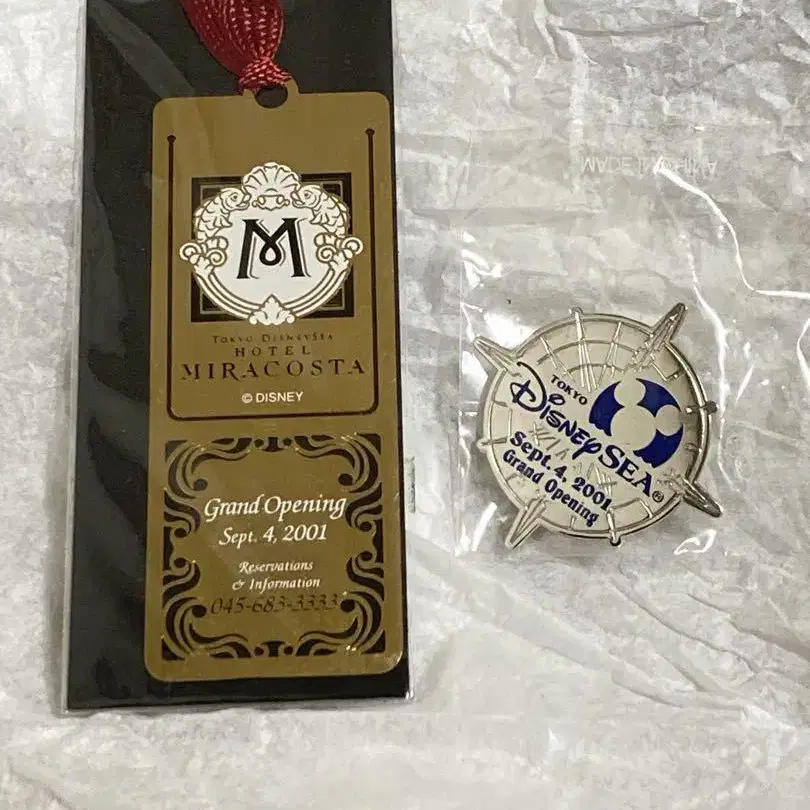 M
TOKYO DISNEYSEA
HOTEL
MIRACOSTA
© DISNEY
Grand Opening
Sept. 4, 2001
Reservations
& Information
045-683-3333
MADE IN CHINA
TOKYO
DISNEYSEA®
Sept. 4, 2001
Grand Opening